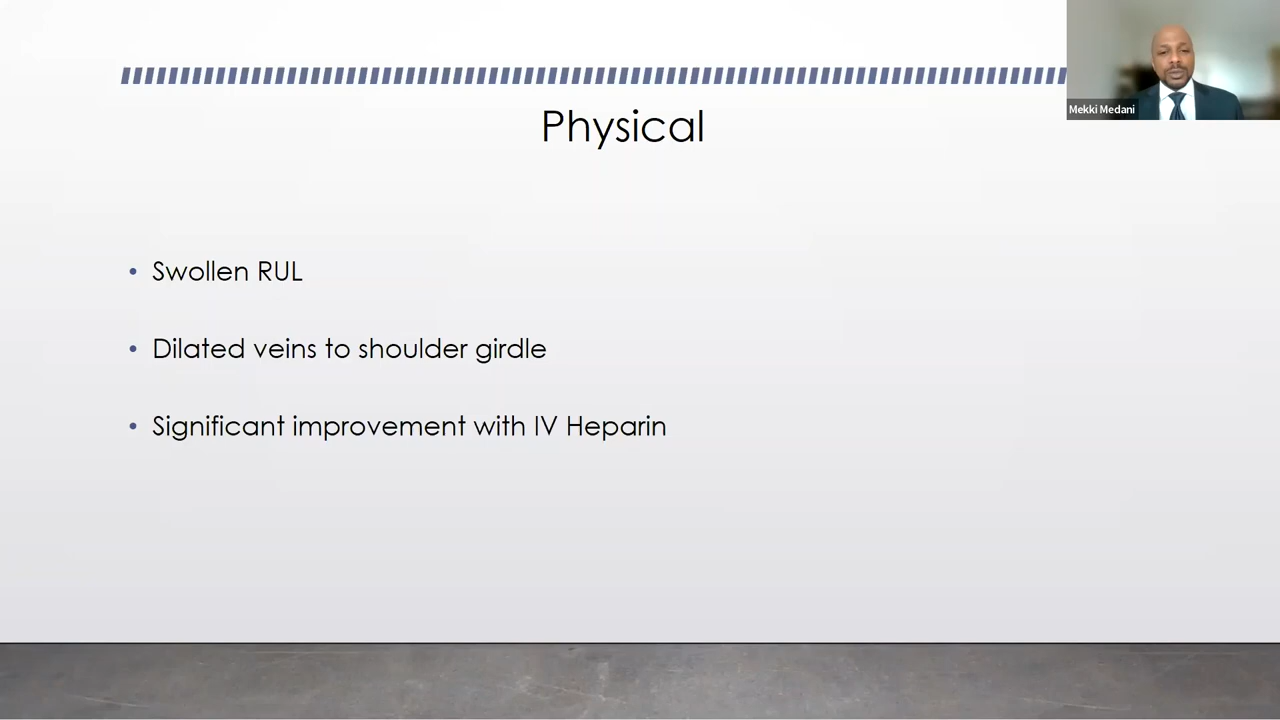 Physical
Mekki Medani
• Swollen RUL
• Dilated veins to shoulder girdle
• Significant improvement with IV Heparin